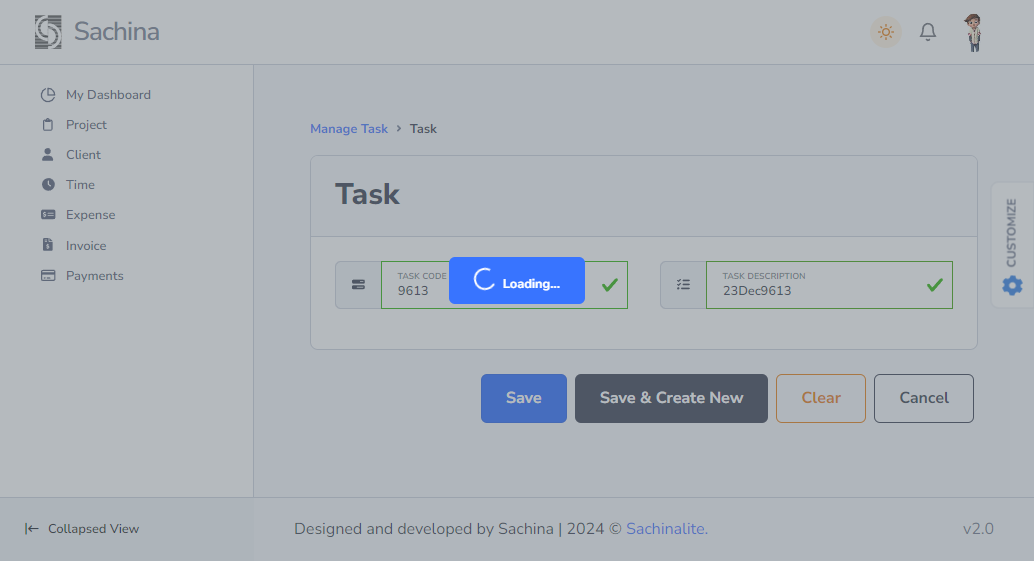 Sachina
My Dashboard
Project
Client
Time
Expense
Invoice
Payments
Manage Task › Task
Task
TASK CODE
9613
Loading...
TASK DESCRIPTION
23Dec9613
CUSTOMIZE
Save
Save & Create New
Clear
Cancel
Collapsed View
Designed and developed by Sachina | 2024 © Sachinalite.
v2.0